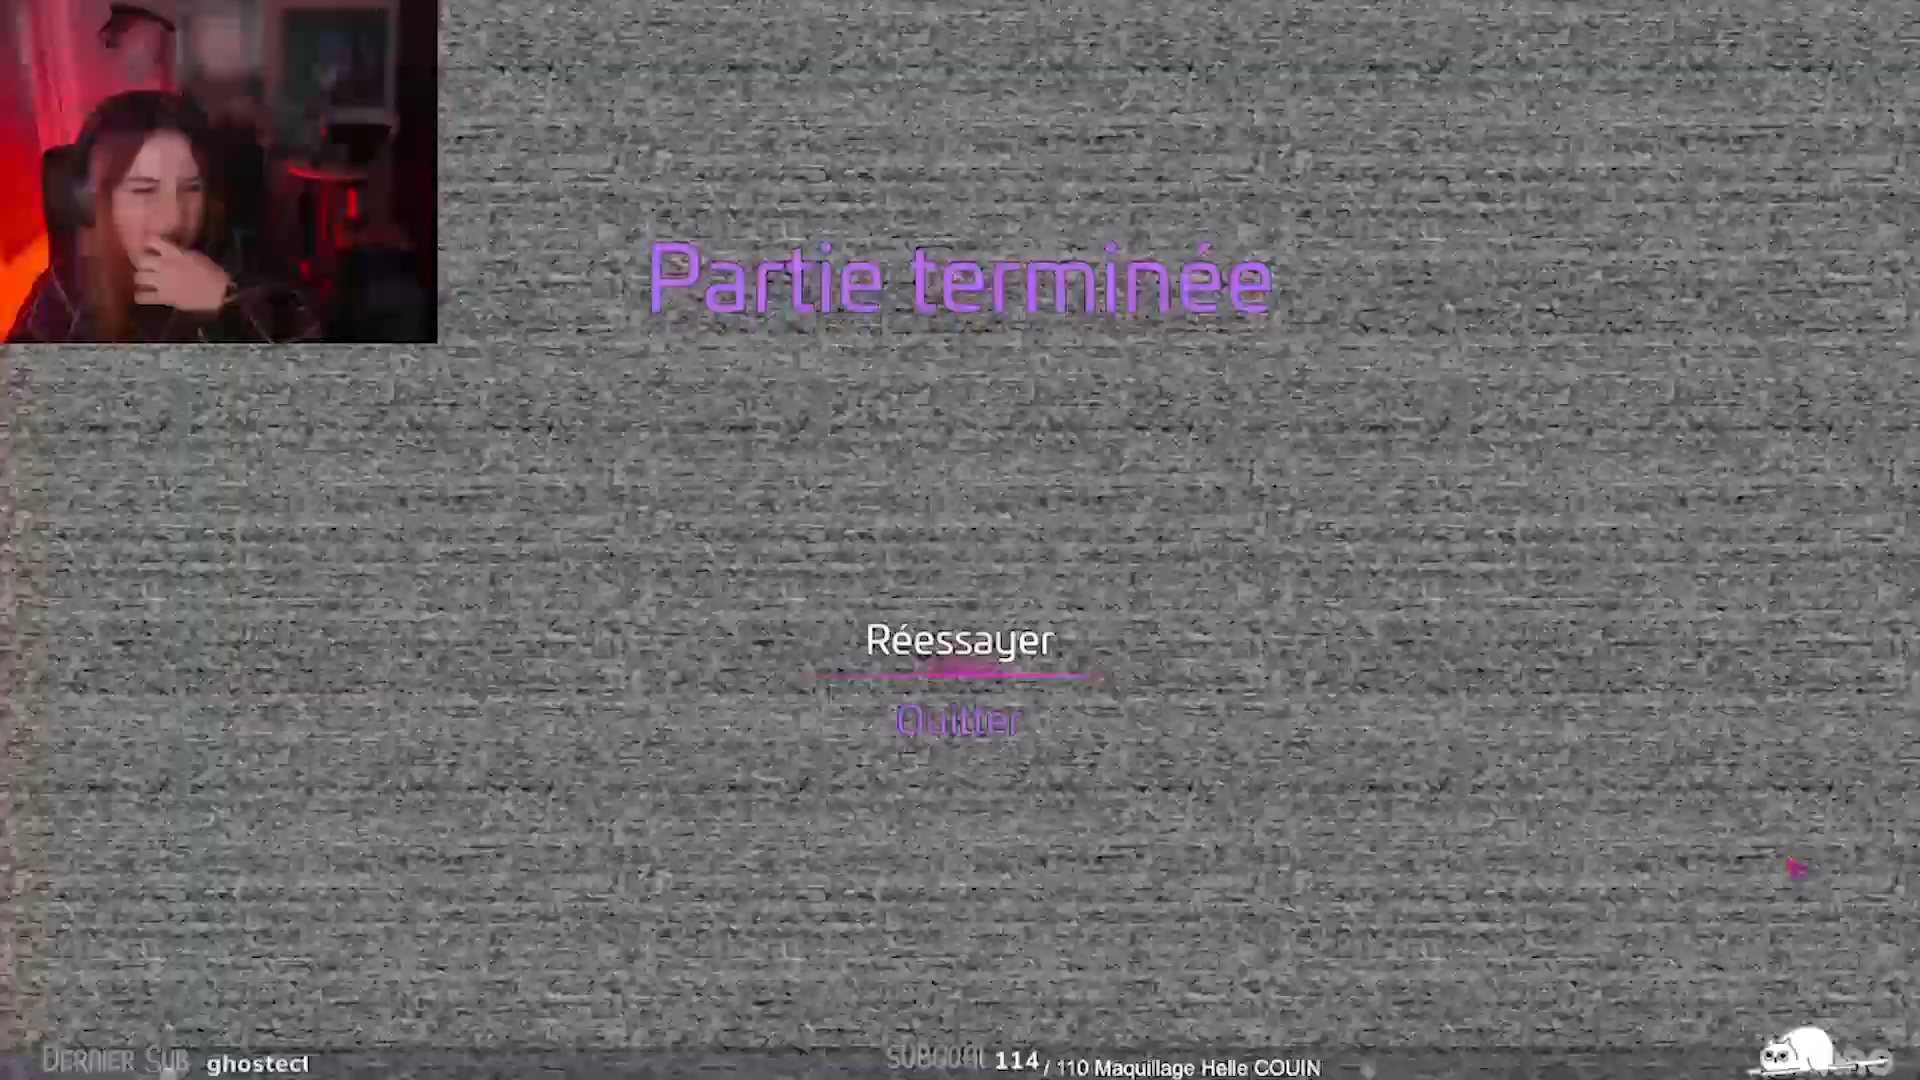 Partie terminée
Réessayer
Quitter
DERNIER SUB ghostect
SUBGOAL 114 / 110 Maquillage Helle COUIN